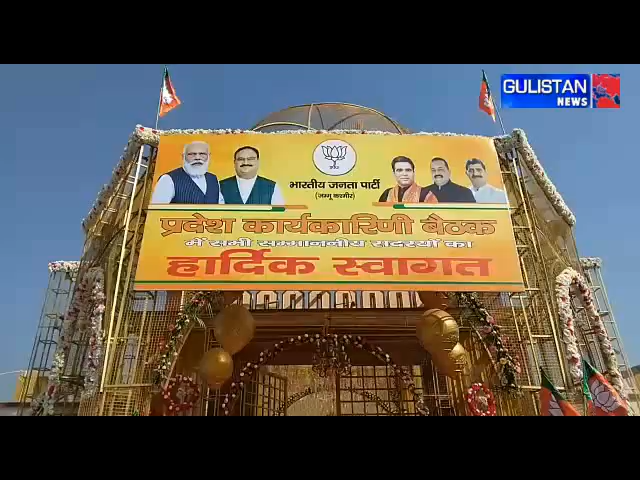 GULISTAN
NEWS
भारतीय जनता पार्टी
(जम्मू कश्मीर)
प्रदेश कार्यकारिणी बैठक
में सभी सम्माननीय सदस्यों का
हार्दिक स्वागत